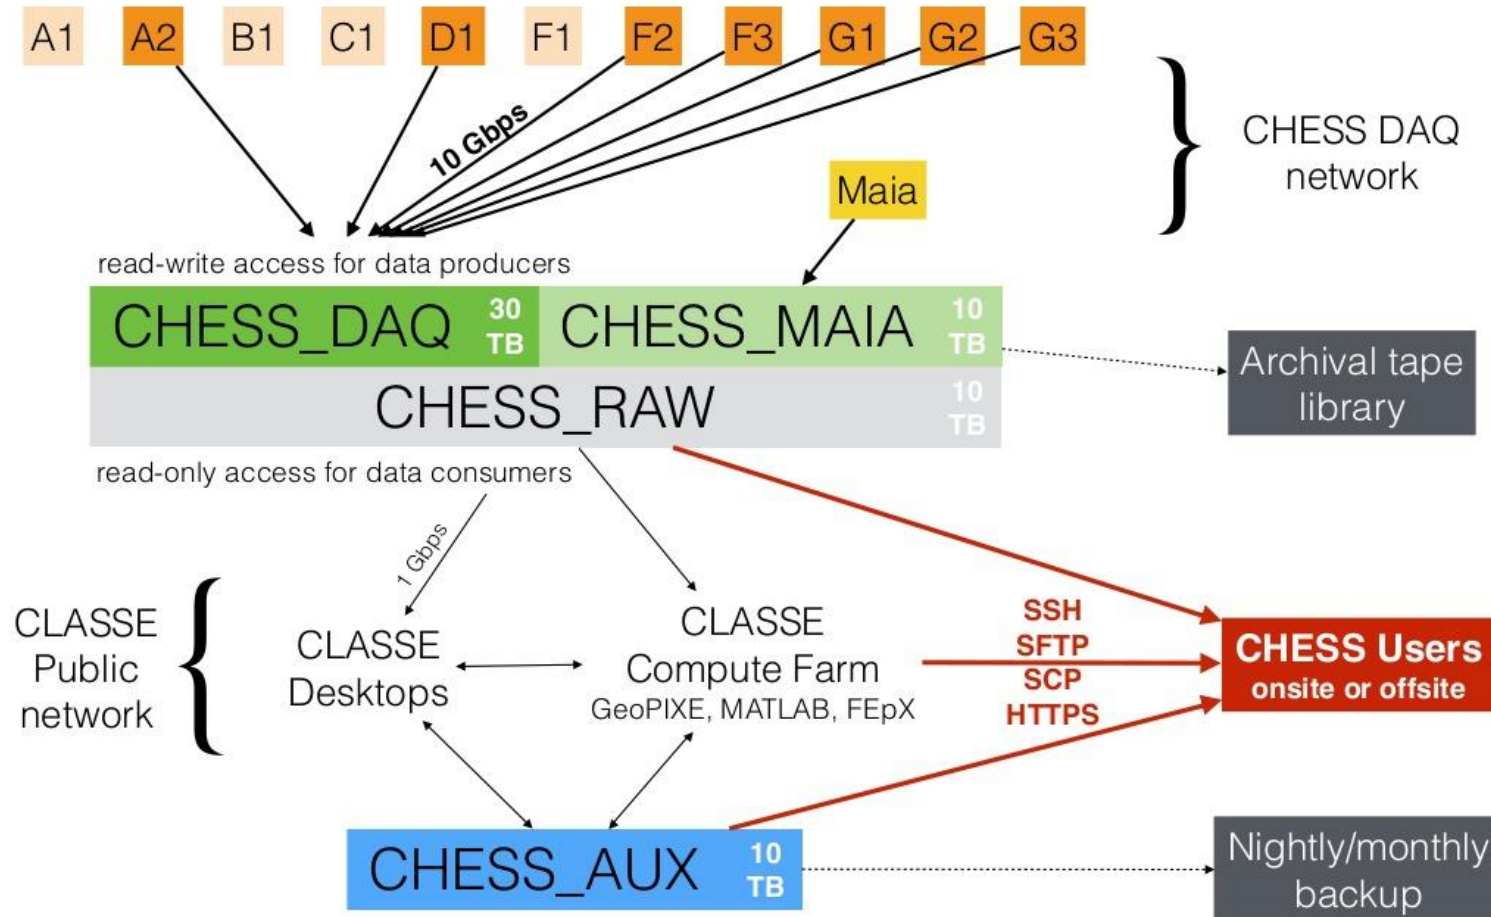 A1 A2 B1 C1 D1 F1 F2 F3 G1 G2 G3
10 Gbps
CHESS DAQ
network
Maia
read-write access for data producers
CHESS_DAQ
30
TB
CHESS_MAIA
10
TB
CHESS_RAW
10
TB
Archival tape
library
read-only access for data consumers
1 Gbps
CLASSE
Public
network
CLASSE
Desktops
CLASSE
Compute Farm
GeoPIXE, MATLAB, FEpX
SSH
SFTP
SCP
HTTPS
CHESS Users
onsite or offsite
CHESS_AUX
10
TB
Nightly/monthly
backup